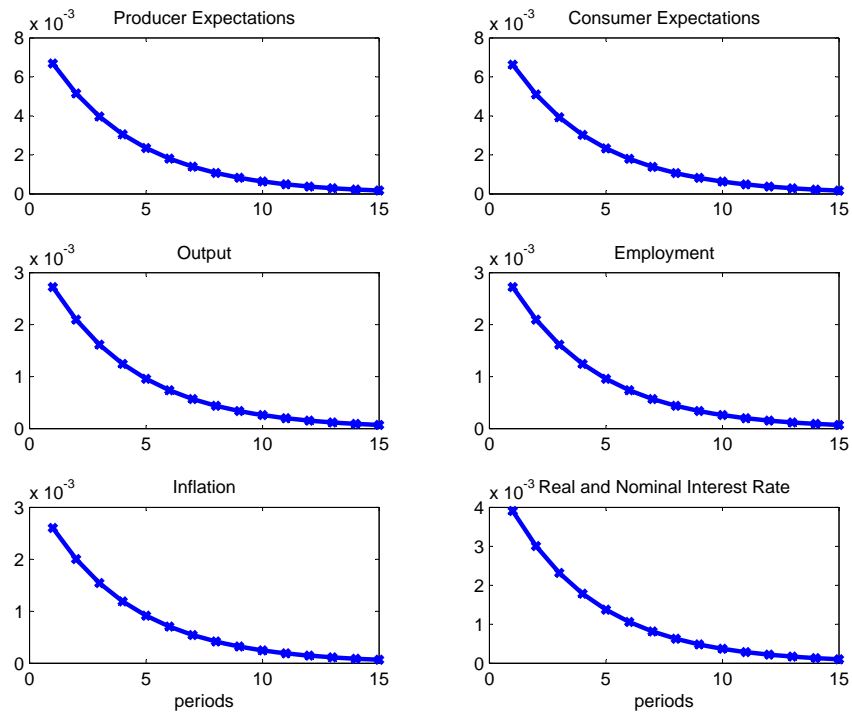 Producer Expectations
x 10^-3
8
6
4
2
0
0 5 10 15
Consumer Expectations
x 10^-3
8
6
4
2
0
0 5 10 15
Output
x 10^-3
3
2
1
0
0 5 10 15
Employment
x 10^-3
3
2
1
0
0 5 10 15
Inflation
x 10^-3
3
2
1
0
0 5 10 15
periods
Real and Nominal Interest Rate
x 10^-3
4
3
2
1
0
0 5 10 15
periods